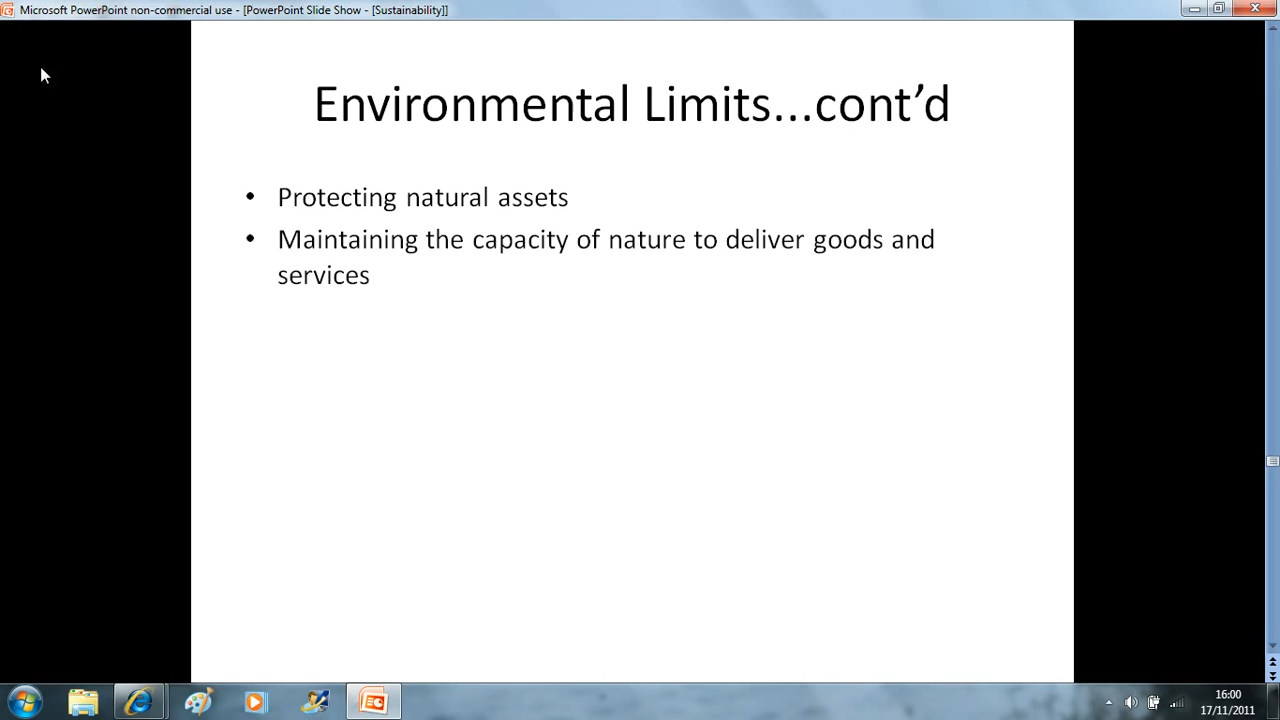 Microsoft PowerPoint non-commercial use - [PowerPoint Slide Show - [Sustainability]]
Environmental Limits...cont’d
• Protecting natural assets
• Maintaining the capacity of nature to deliver goods and
services
16:00
17/11/2011